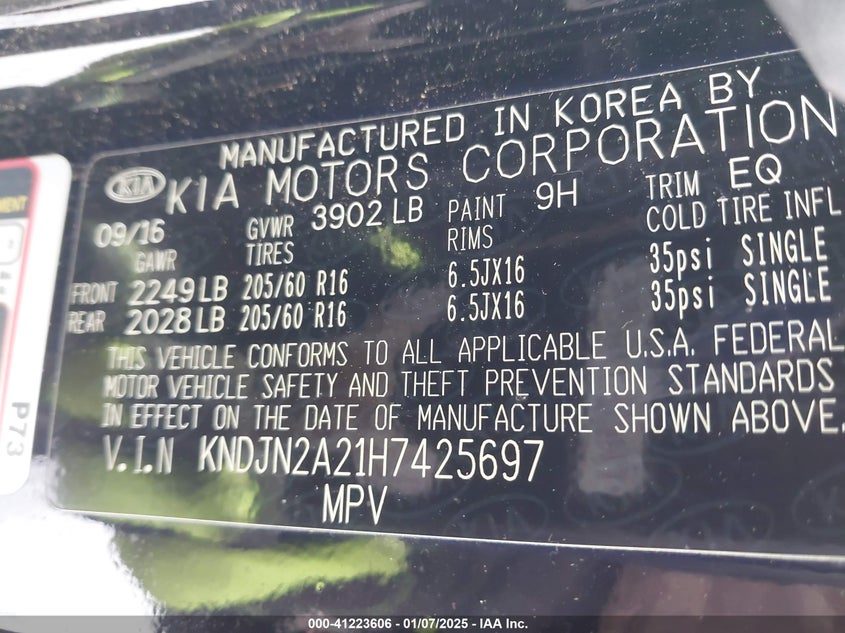 MANUFACTURED IN KOREA BY
KIA KIA MOTORS CORPORATION
09/16 GVWR 3902 LB PAINT 9H TRIM EQ
GAWR TIRES RIMS COLD TIRE INFL
FRONT 2249 LB 205/60 R16 6.5JX16 35psi SINGLE
REAR 2028 LB 205/60 R16 6.5JX16 35psi SINGLE
THIS VEHICLE CONFORMS TO ALL APPLICABLE U.S.A. FEDERAL
MOTOR VEHICLE SAFETY AND THEFT PREVENTION STANDARDS
IN EFFECT ON THE DATE OF MANUFACTURE SHOWN ABOVE.
V.I.N KNDJN2A21H7425697
MPV
P73
000-41223606 - 01/07/2025 - IAA Inc.